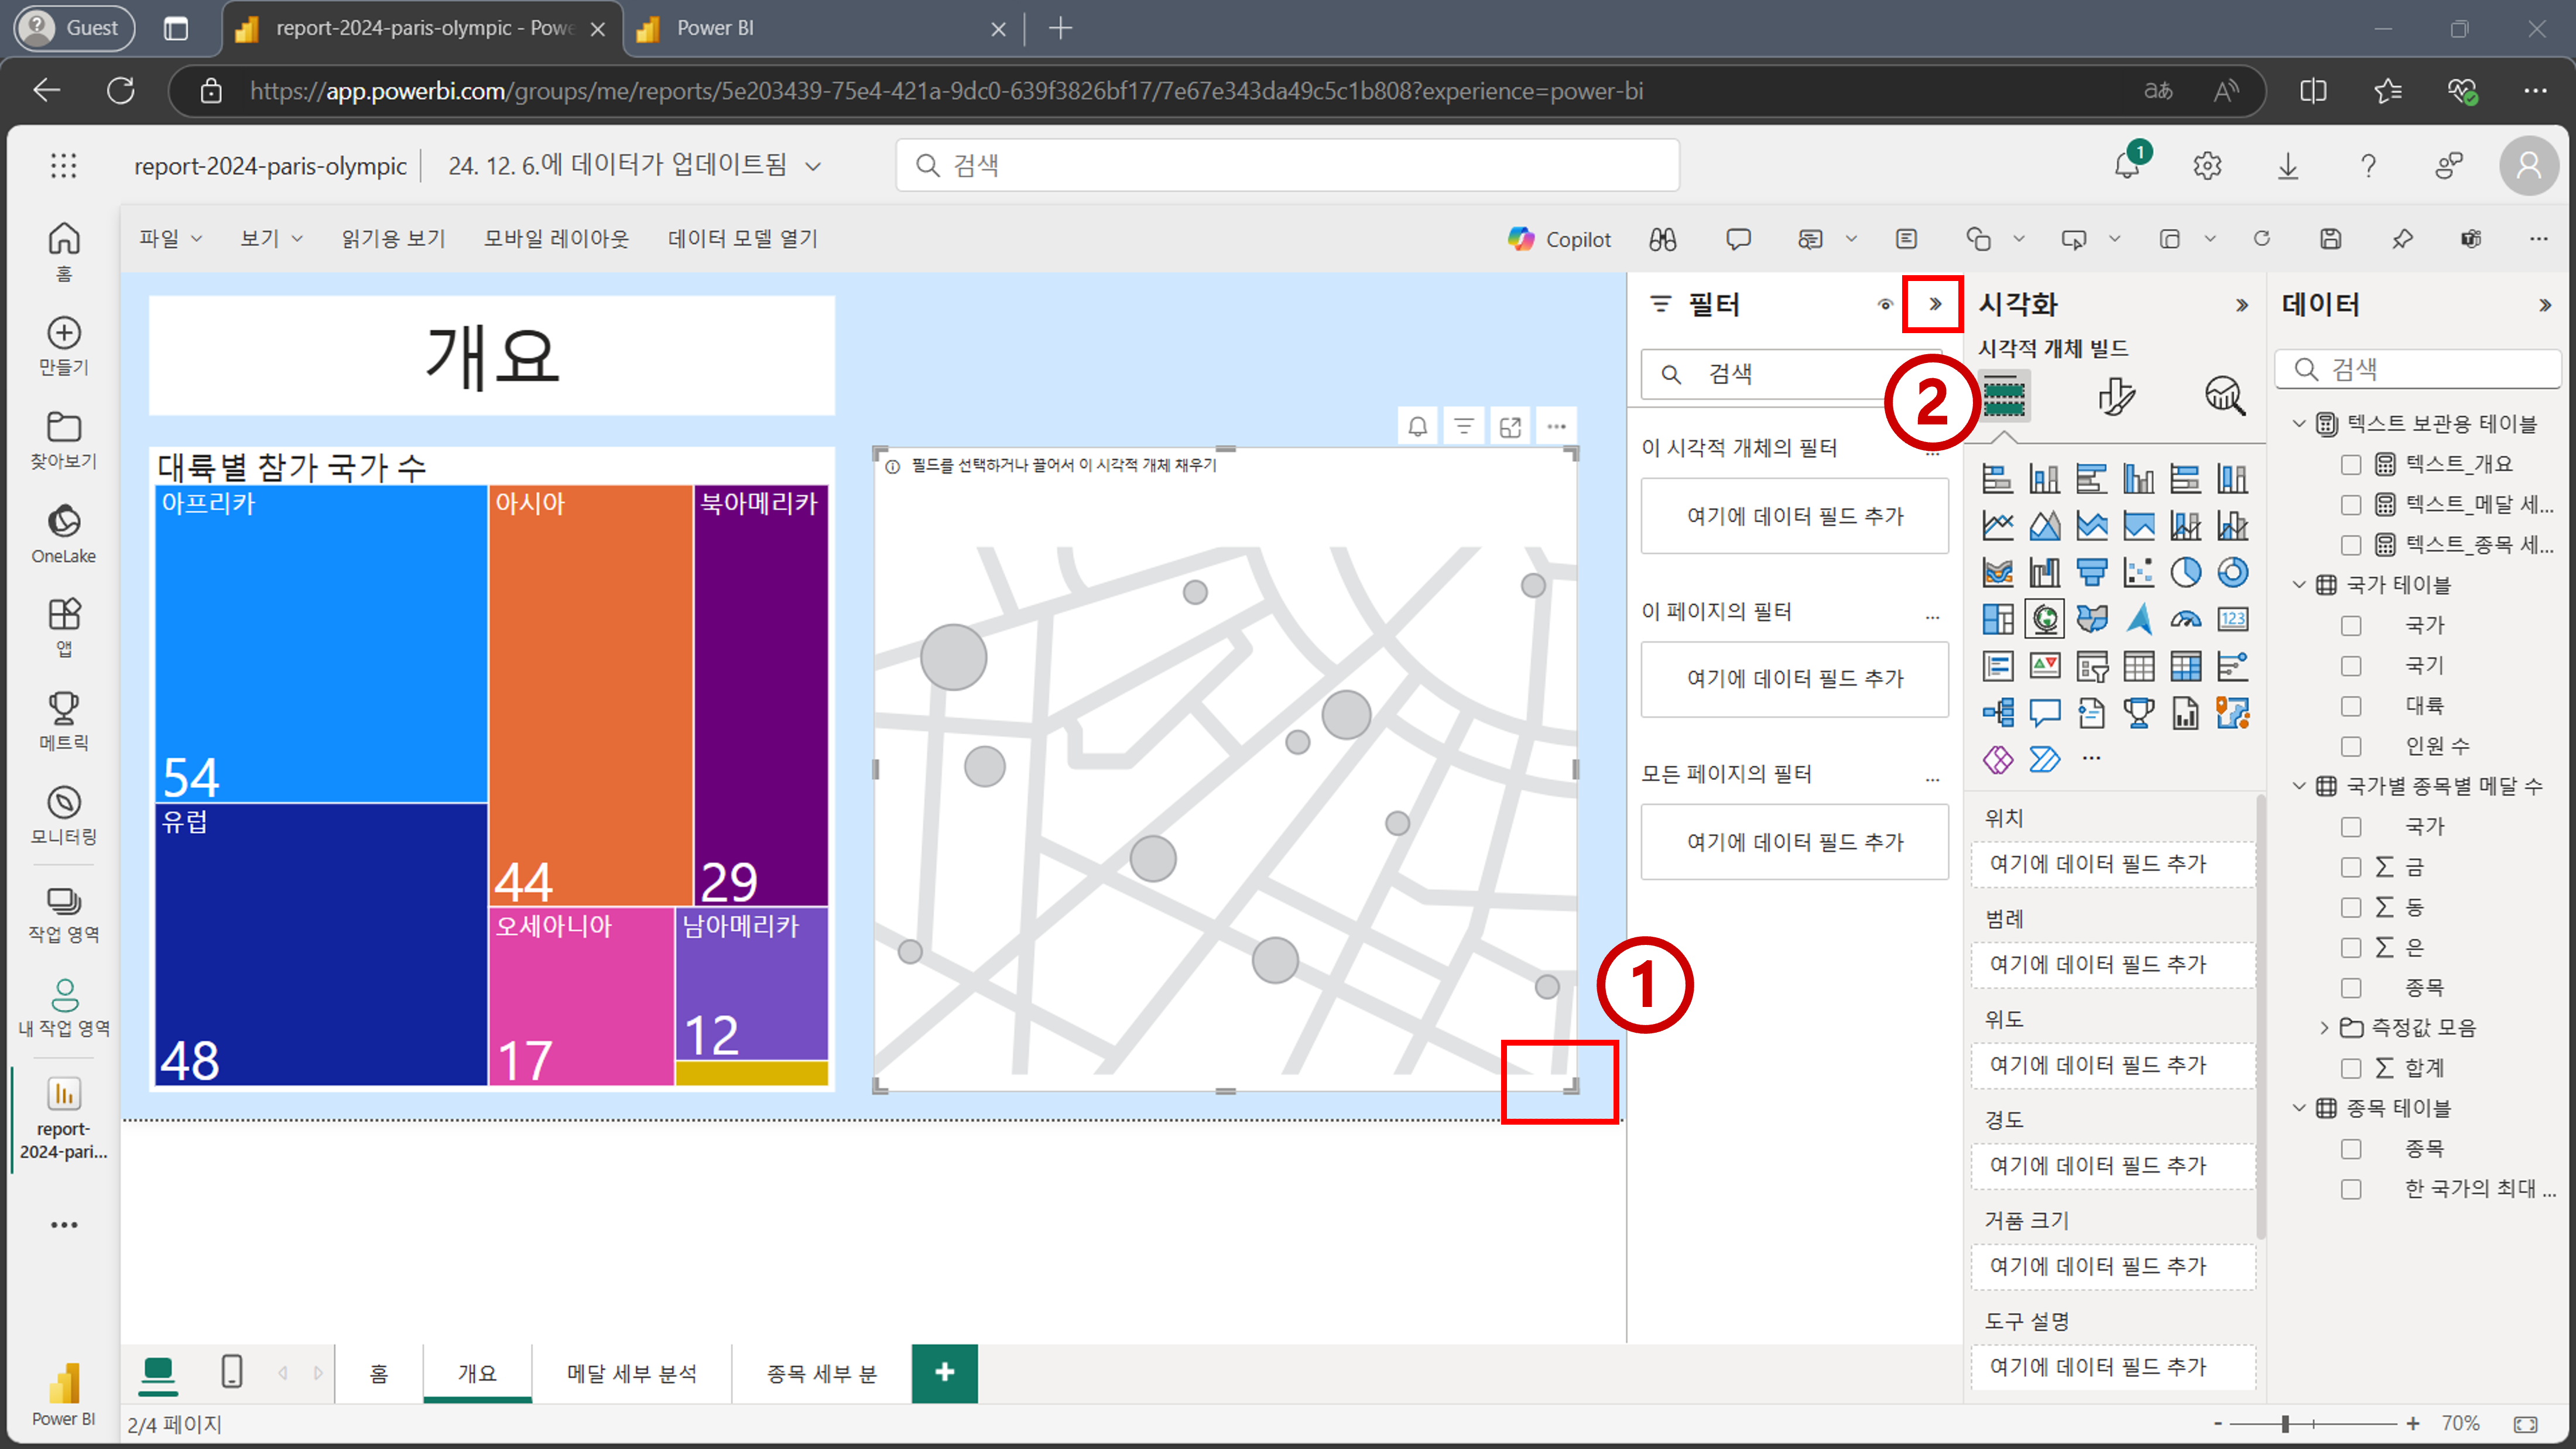 Guest
report-2024-paris-olympic - Powe
Power BI
https://app.powerbi.com/groups/me/reports/5e203439-75e4-421a-9dc0-639f3826bf17/7e67e343da49c5c1b808?experience=power-bi
report-2024-paris-olympic
24. 12. 6.에 데이터가 업데이트됨
검색
1
파일
보기
읽기용 보기
모바일 레이아웃
데이터 모델 열기
Copilot
홈
만들기
찾아보기
OneLake
앱
메트릭
모니터링
작업 영역
내 작업 영역
report-
2024-pari...
Power BI
개요
대륙별 참가 국가 수
아프리카
54
유럽
48
아시아
44
북아메리카
29
오세아니아
17
남아메리카
12
필드를 선택하거나 끌어서 이 시각적 개체 채우기
1
필터
검색
2
이 시각적 개체의 필터
여기에 데이터 필드 추가
이 페이지의 필터
여기에 데이터 필드 추가
모든 페이지의 필터
여기에 데이터 필드 추가
시각화
시각적 개체 빌드
123
위치
여기에 데이터 필드 추가
범례
여기에 데이터 필드 추가
위도
여기에 데이터 필드 추가
경도
여기에 데이터 필드 추가
거품 크기
여기에 데이터 필드 추가
도구 설명
여기에 데이터 필드 추가
데이터
검색
텍스트 보관용 테이블
텍스트_개요
텍스트_메달 세...
텍스트_종목 세...
국가 테이블
국가
국기
대륙
인원 수
국가별 종목별 메달 수
국가
∑ 금
∑ 동
∑ 은
종목
측정값 모음
∑ 합계
종목 테이블
종목
한 국가의 최대 ...
홈
개요
메달 세부 분석
종목 세부 분
+
2/4 페이지
- + 70%